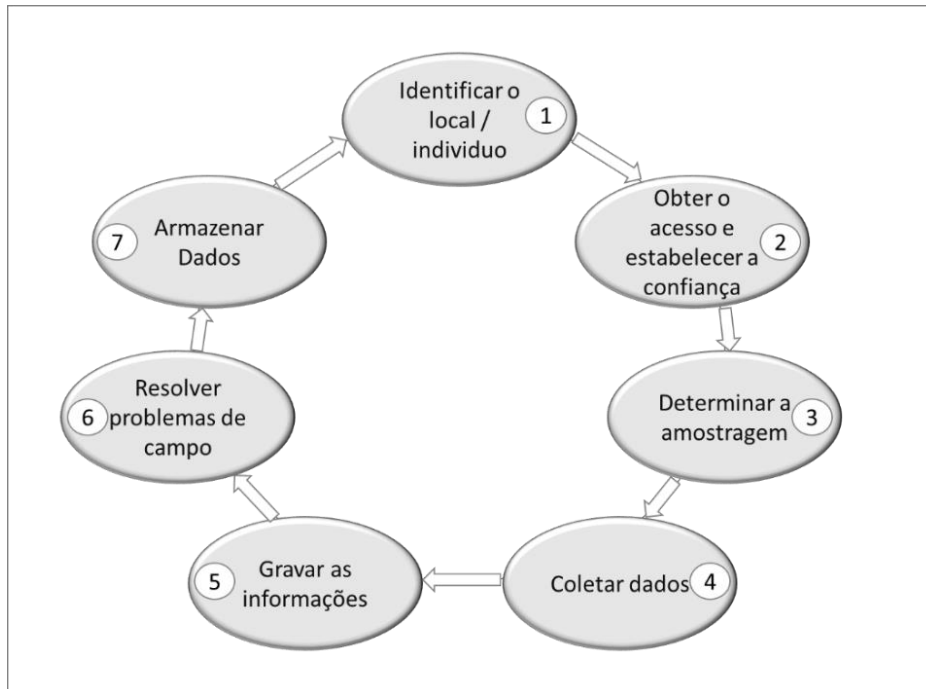 Identificar o
local /
individuo
1
Obter o
acesso e
estabelecer a
confiança
2
Determinar a
amostragem
3
Coletar dados
4
Gravar as
informações
5
Resolver
problemas de
campo
6
Armazenar
Dados
7